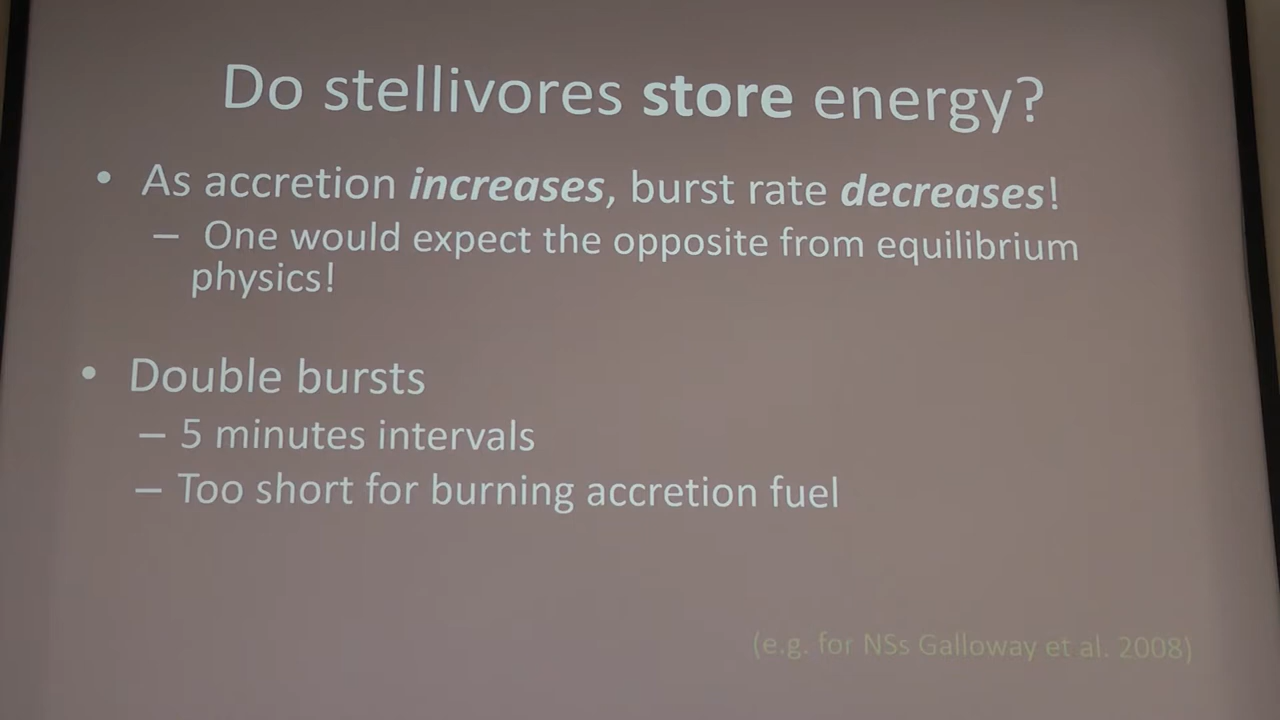 Do stellivores store energy?
• As accretion increases, burst rate decreases!
– One would expect the opposite from equilibrium
physics!
• Double bursts
– 5 minutes intervals
– Too short for burning accretion fuel
(e.g. for NSs Galloway et al. 2008)